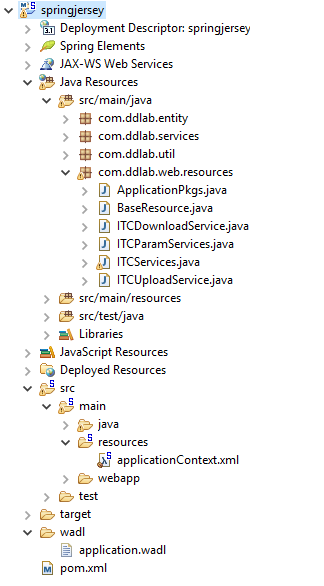 springjersey
Deployment Descriptor: springjersey
Spring Elements
JAX-WS Web Services
Java Resources
src/main/java
com.ddlab.entity
com.ddlab.services
com.ddlab.util
com.ddlab.web.resources
ApplicationPkgs.java
BaseResource.java
ITCDownloadService.java
ITCParamServices.java
ITCServices.java
ITCUploadService.java
src/main/resources
src/test/java
Libraries
JavaScript Resources
Deployed Resources
src
main
java
resources
applicationContext.xml
webapp
test
target
wadl
application.wadl
pom.xml